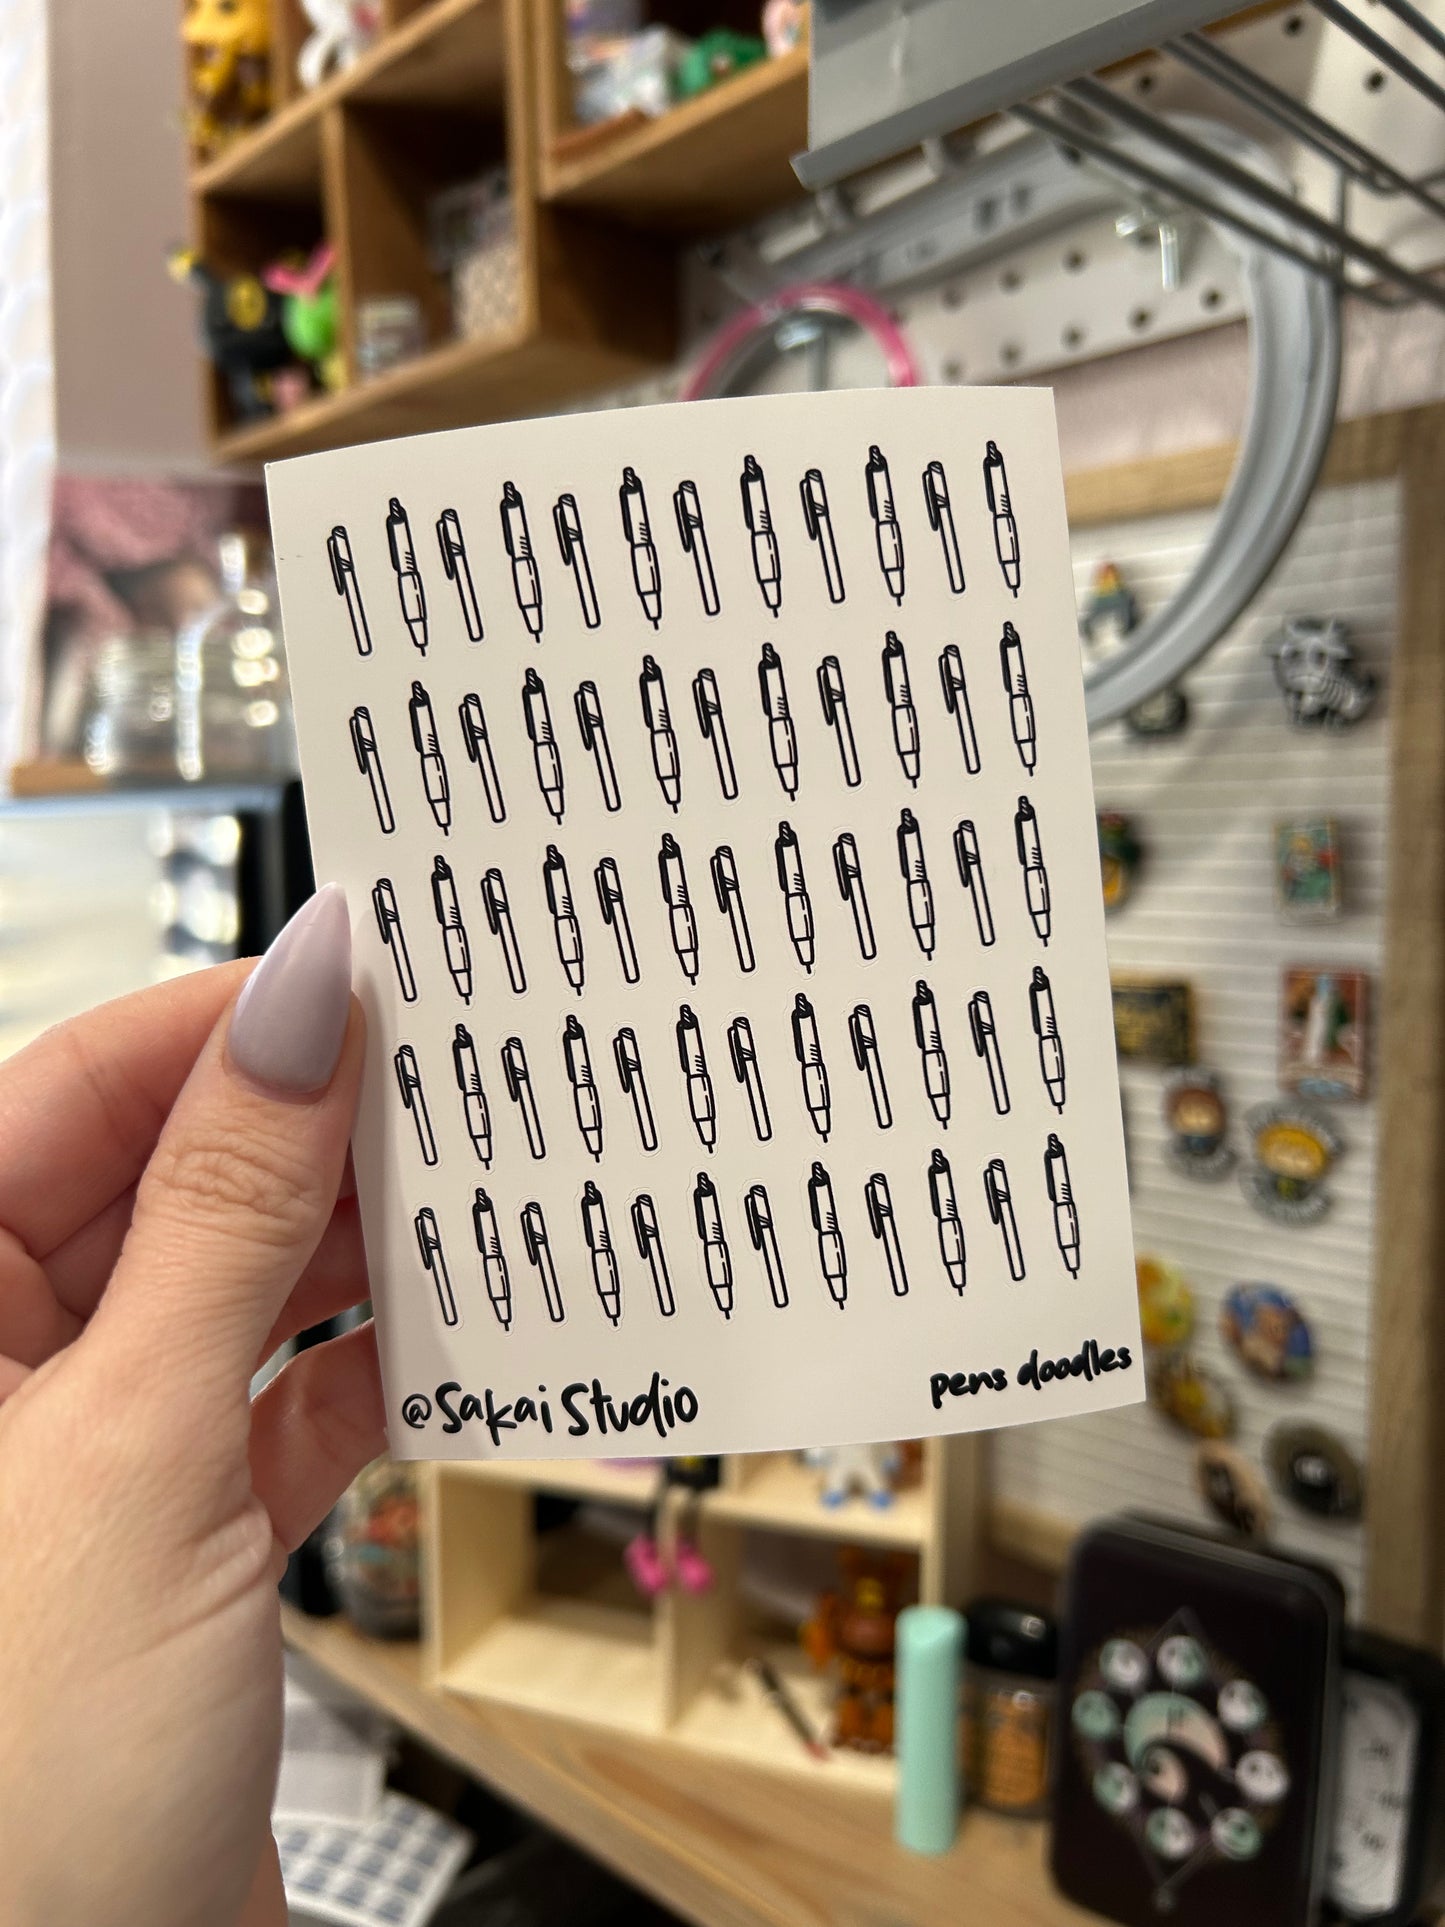 @Sakai Studio
pens doodles